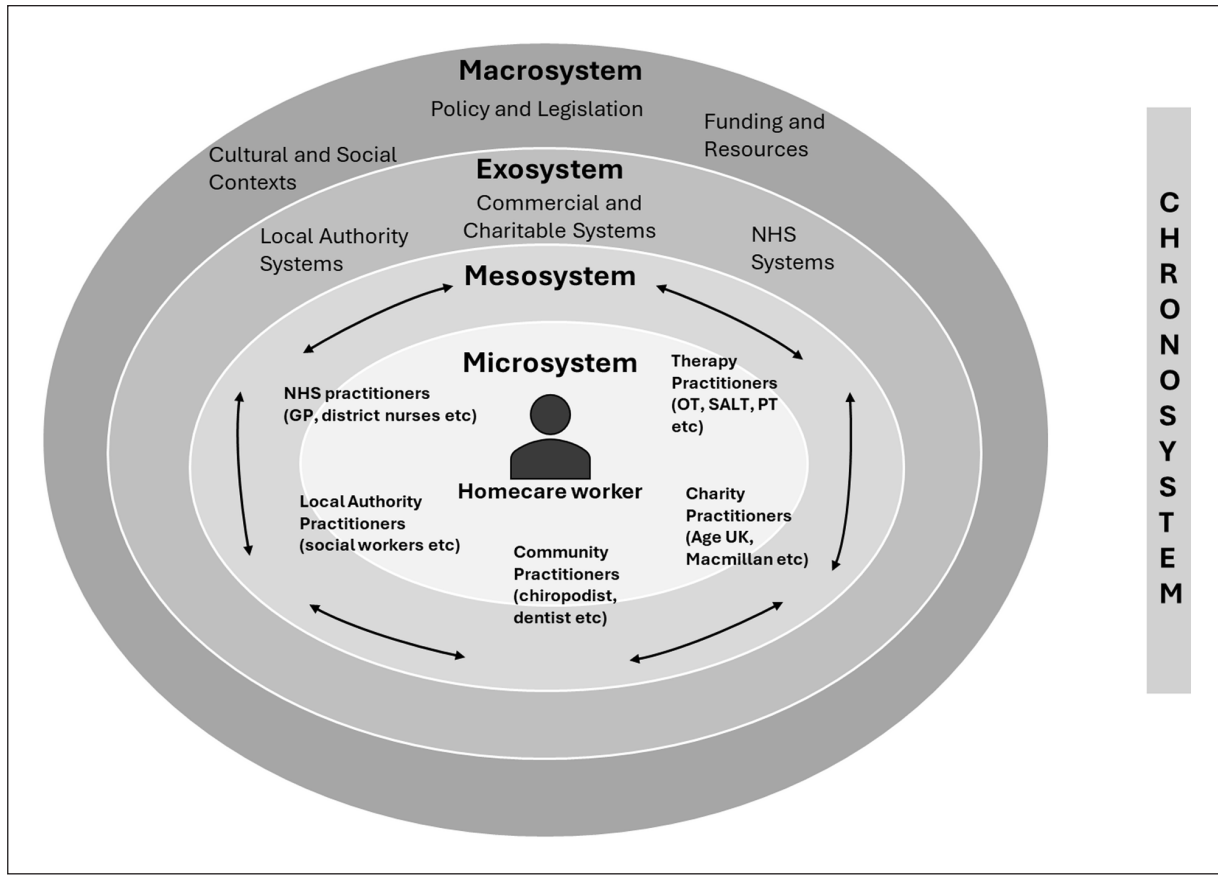 Macrosystem
Policy and Legislation
Funding and
Resources
Cultural and Social
Contexts
Exosystem
Commercial and
Charitable Systems
Local Authority
Systems
NHS
Systems
Mesosystem
Microsystem
Therapy
Practitioners
(OT, SALT, PT
etc)
NHS practitioners
(GP, district nurses etc)
Homecare worker
Local Authority
Practitioners
(social workers etc)
Charity
Practitioners
(Age UK,
Macmillan etc)
Community
Practitioners
(chiropodist,
dentist etc)
CHRONOSYSTEM